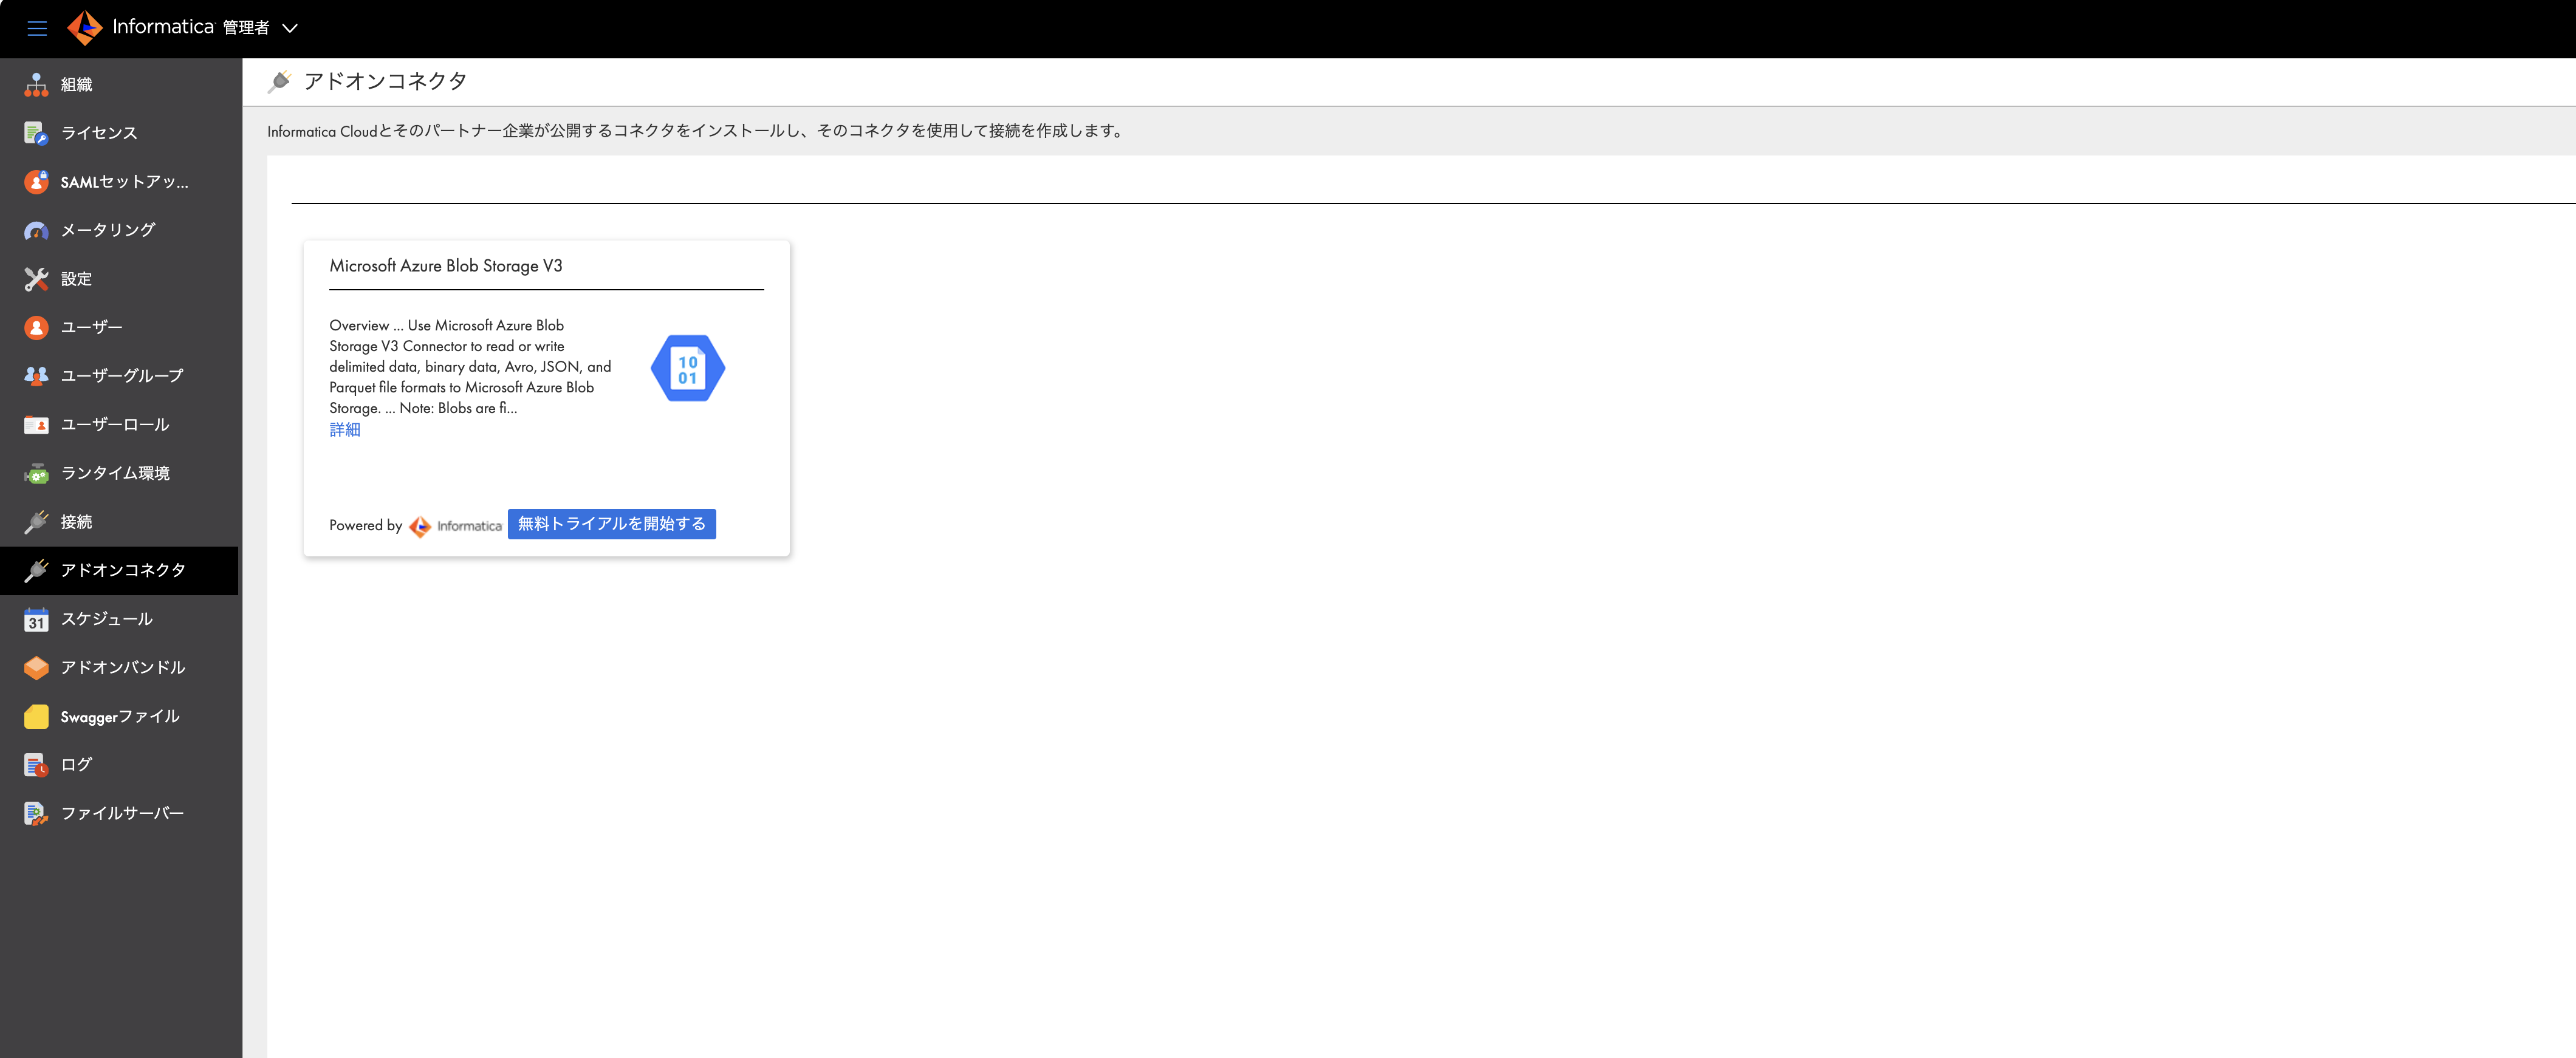 Informatica 管理者
組織
ライセンス
SAMLセットアッ...
メータリング
設定
ユーザー
ユーザーグループ
ユーザーロール
ランタイム環境
接続
アドオンコネクタ
スケジュール
31
アドオンバンドル
Swaggerファイル
ログ
ファイルサーバー
アドオンコネクタ
Informatica Cloudとそのパートナー企業が公開するコネクタをインストールし、そのコネクタを使用して接続を作成します。
Microsoft Azure Blob Storage V3
Overview ... Use Microsoft Azure Blob
Storage V3 Connector to read or write
delimited data, binary data, Avro, JSON, and
Parquet file formats to Microsoft Azure Blob
Storage. ... Note: Blobs are fi...
詳細
10
01
Powered by Informatica 無料トライアルを開始する